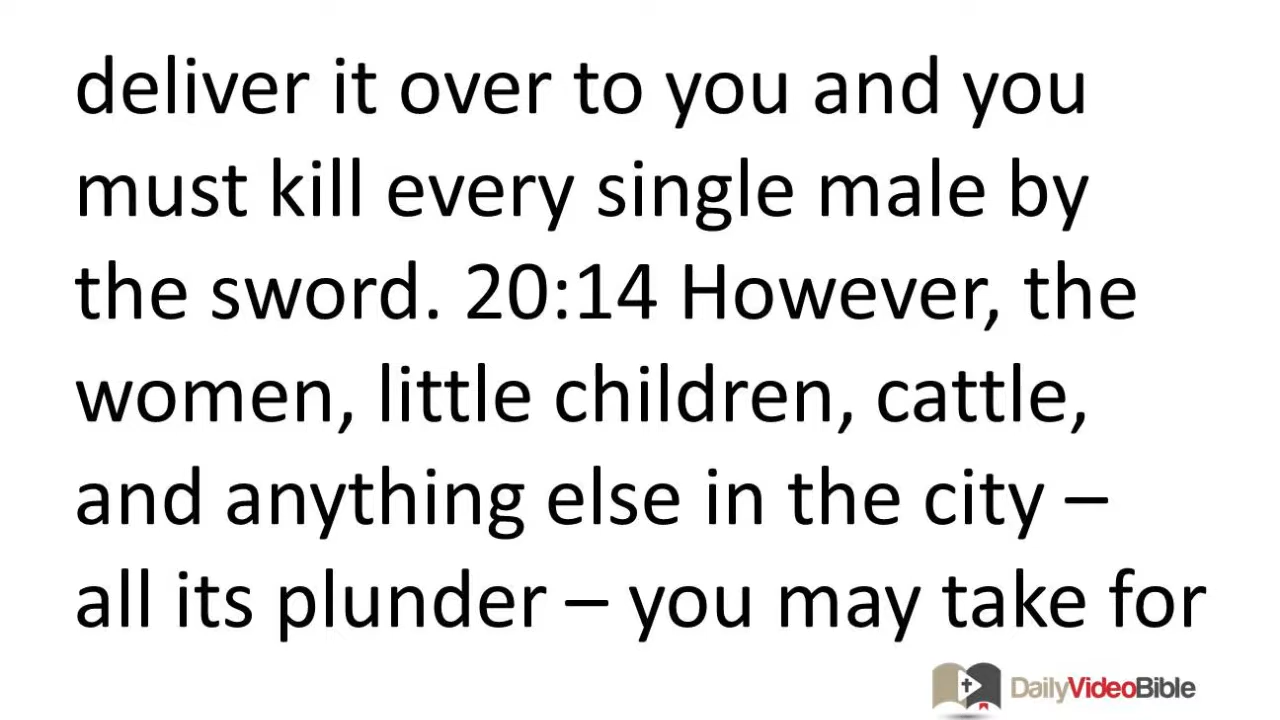 deliver it over to you and you
must kill every single male by
the sword. 20:14 However, the
women, little children, cattle,
and anything else in the city –
all its plunder – you may take for
DailyVideoBible